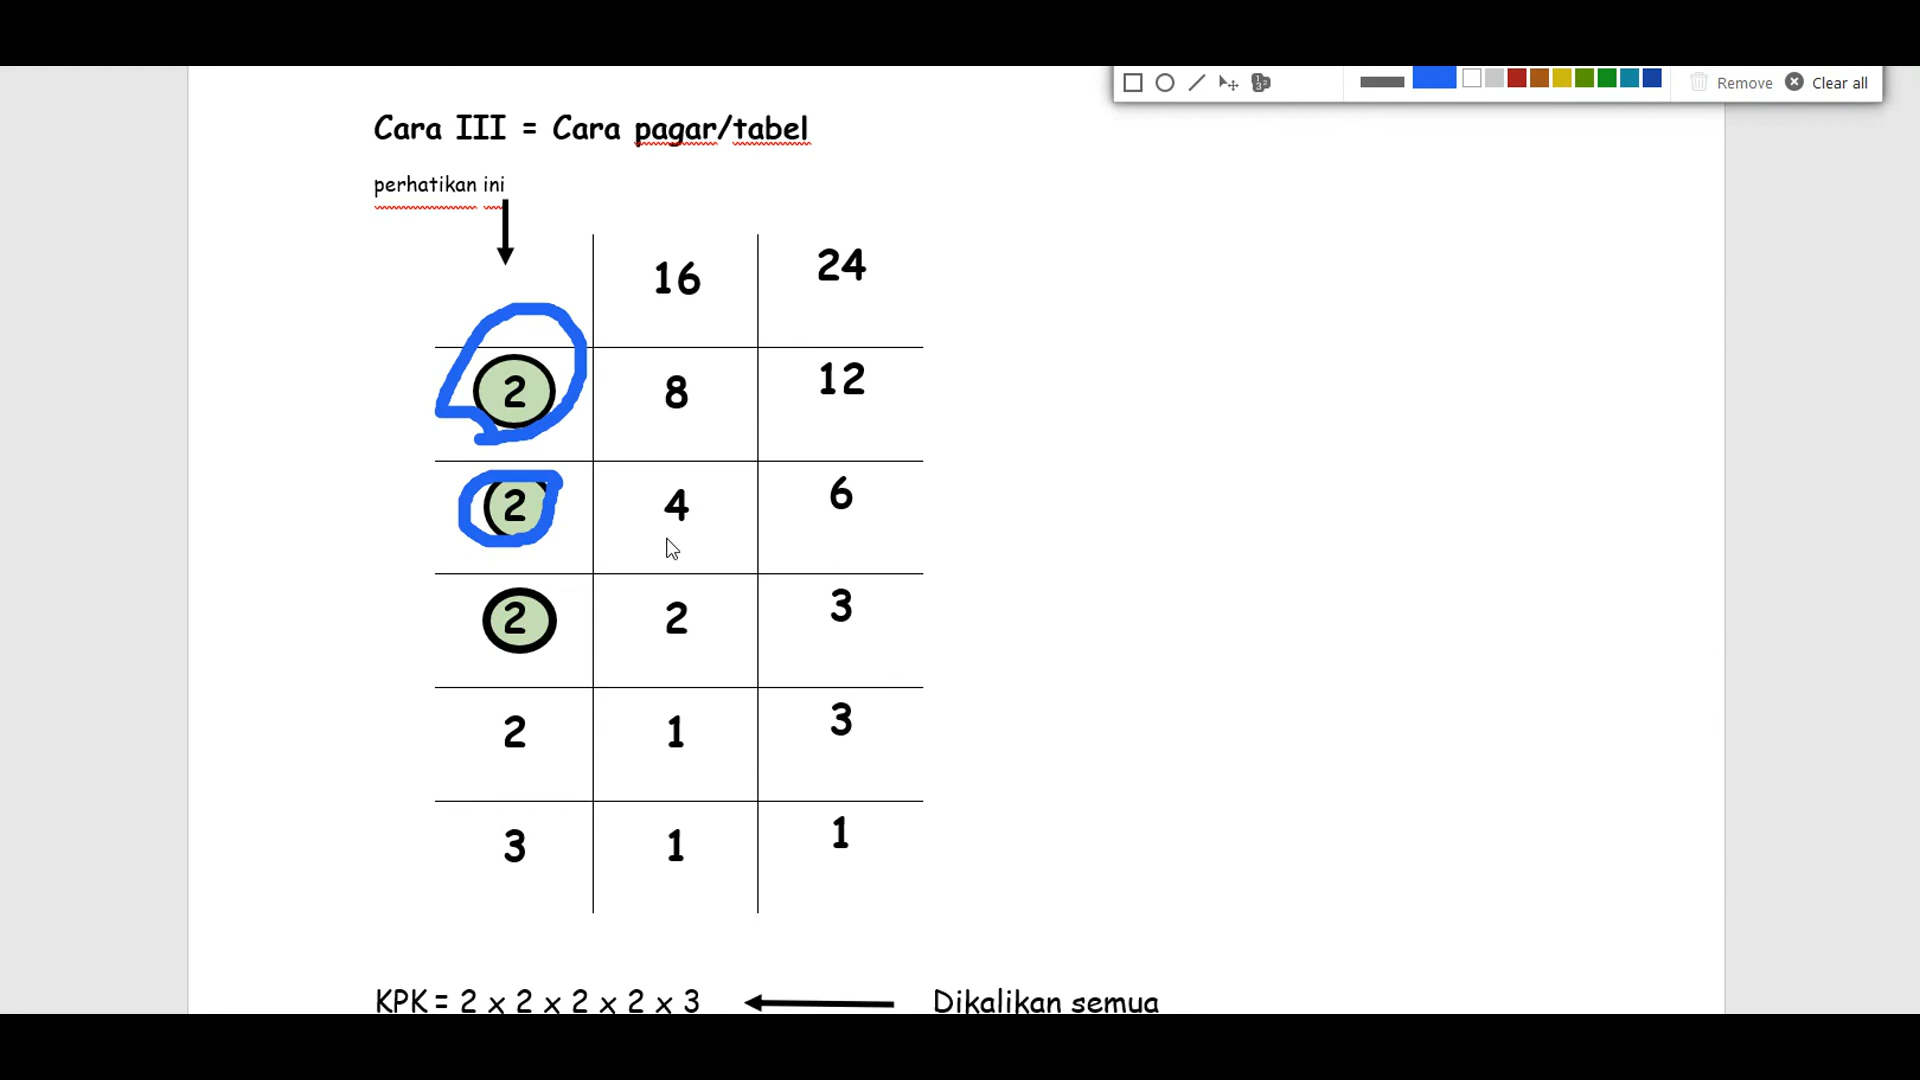 Remove Clear all
Cara III = Cara pagar/tabel
perhatikan ini
16 24
2 8 12
2 4 6
2 2 3
2 1 3
3 1 1
KPK = 2 x 2 x 2 x 2 x 3 Dikalikan semua